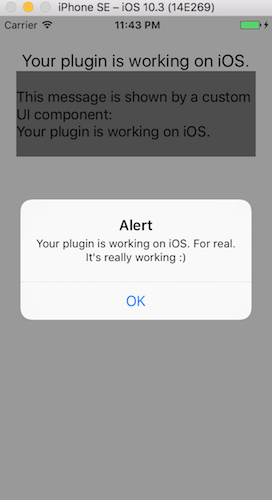 iPhone SE – iOS 10.3 (14E269)
Carrier 11:43 PM
Your plugin is working on iOS.
This message is shown by a custom
UI component:
Your plugin is working on iOS.
Alert
Your plugin is working on iOS. For real.
It's really working :)
OK